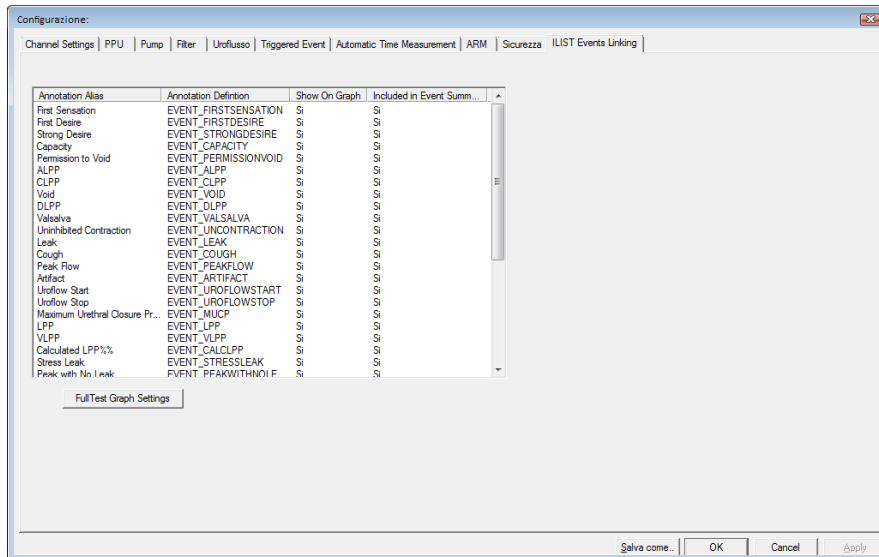 Configurazione:
Channel Settings PPU Pump Filter Uroflusso Triggered Event Automatic Time Measurement ARM Sicurezza ILIST Events Linking
Annotation Alias Annotation Defintion Show On Graph Included in Event Summ...
First Sensation EVENT_FIRSTSENSATION Si Si
First Desire EVENT_FIRSTDESIRE Si Si
Strong Desire EVENT_STRONGDESIRE Si Si
Capacity EVENT_CAPACITY Si Si
Permission to Void EVENT_PERMISSIONVOID Si Si
ALPP EVENT_ALPP Si Si
CLPP EVENT_CLPP Si Si
Void EVENT_VOID Si Si
DLPP EVENT_DLPP Si Si
Valsalva EVENT_VALSALVA Si Si
Uninhibited Contraction EVENT_UNCONTRACTION Si Si
Leak EVENT_LEAK Si Si
Cough EVENT_COUGH Si Si
Peak Flow EVENT_PEAKFLOW Si Si
Artifact EVENT_ARTIFACT Si Si
Uroflow Start EVENT_UROFLOWSTART Si Si
Uroflow Stop EVENT_UROFLOWSTOP Si Si
Maximum Urethral Closure Pr... EVENT_MUCP Si Si
LPP EVENT_LPP Si Si
VLPP EVENT_VLPP Si Si
Calculated LPP%% EVENT_CALCLPP Si Si
Stress Leak EVENT_STRESSLEAK Si Si
Peak with No Leak EVENT_PEAKWITHNOLE Si Si
FullTest Graph Settings
Salva come.. OK Cancel Apply